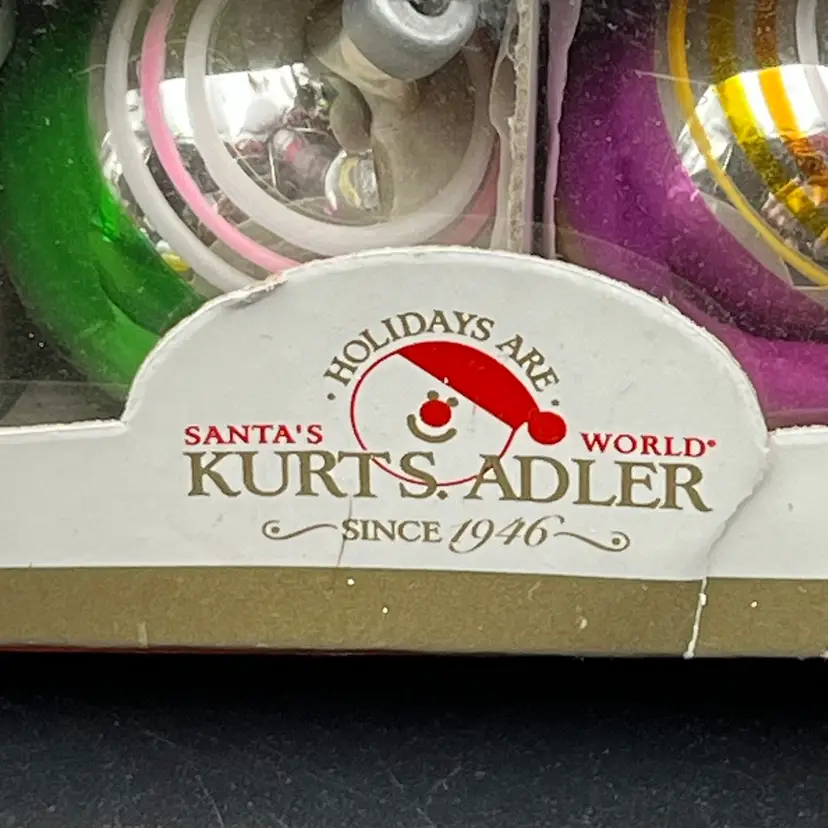 · HOLIDAYS ARE ·
SANTA'S WORLD
KURT S. ADLER
SINCE 1946